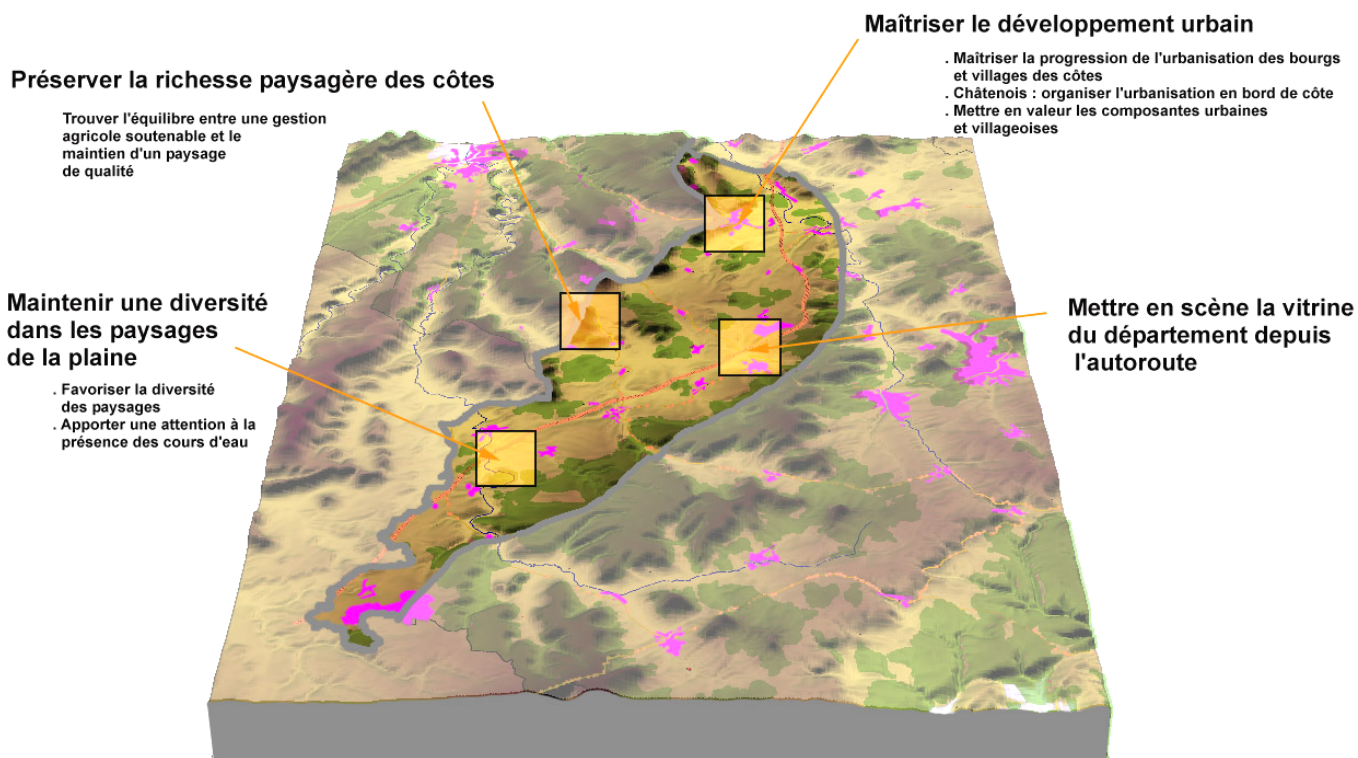 Maîtriser le développement urbain
. Maîtriser la progression de l'urbanisation des bourgs
et villages des côtes
. Châtenois : organiser l'urbanisation en bord de côte
. Mettre en valeur les composantes urbaines
et villageoises
Préserver la richesse paysagère des côtes
Trouver l'équilibre entre une gestion
agricole soutenable et le
maintien d'un paysage
de qualité
Maintenir une diversité
dans les paysages
de la plaine
. Favoriser la diversité
des paysages
. Apporter une attention à la
présence des cours d'eau
Mettre en scène la vitrine
du département depuis
l'autoroute